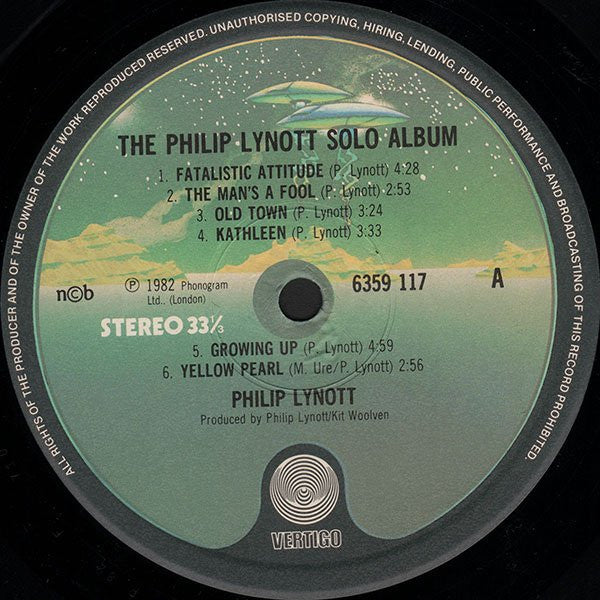 ALL RIGHTS OF THE PRODUCER AND OF THE OWNER OF THE WORK REPRODUCED RESERVED. UNAUTHORISED COPYING, HIRING, LENDING, PUBLIC PERFORMANCE AND BROADCASTING OF THIS RECORD PROHIBITED.
THE PHILIP LYNOTT SOLO ALBUM
1. FATALISTIC ATTITUDE (P. Lynott) 4:28
2. THE MAN'S A FOOL (P. Lynott) 2:53
3. OLD TOWN (P. Lynott) 3:24
4. KATHLEEN (P. Lynott) 3:33
n©b ℗ 1982 Phonogram Ltd., (London) 6359 117 A
STEREO 33⅓
5. GROWING UP (P. Lynott) 4:59
6. YELLOW PEARL (M. Ure/P. Lynott) 2:56
PHILIP LYNOTT
Produced by Philip Lynott/Kit Woolven
VERTIGO